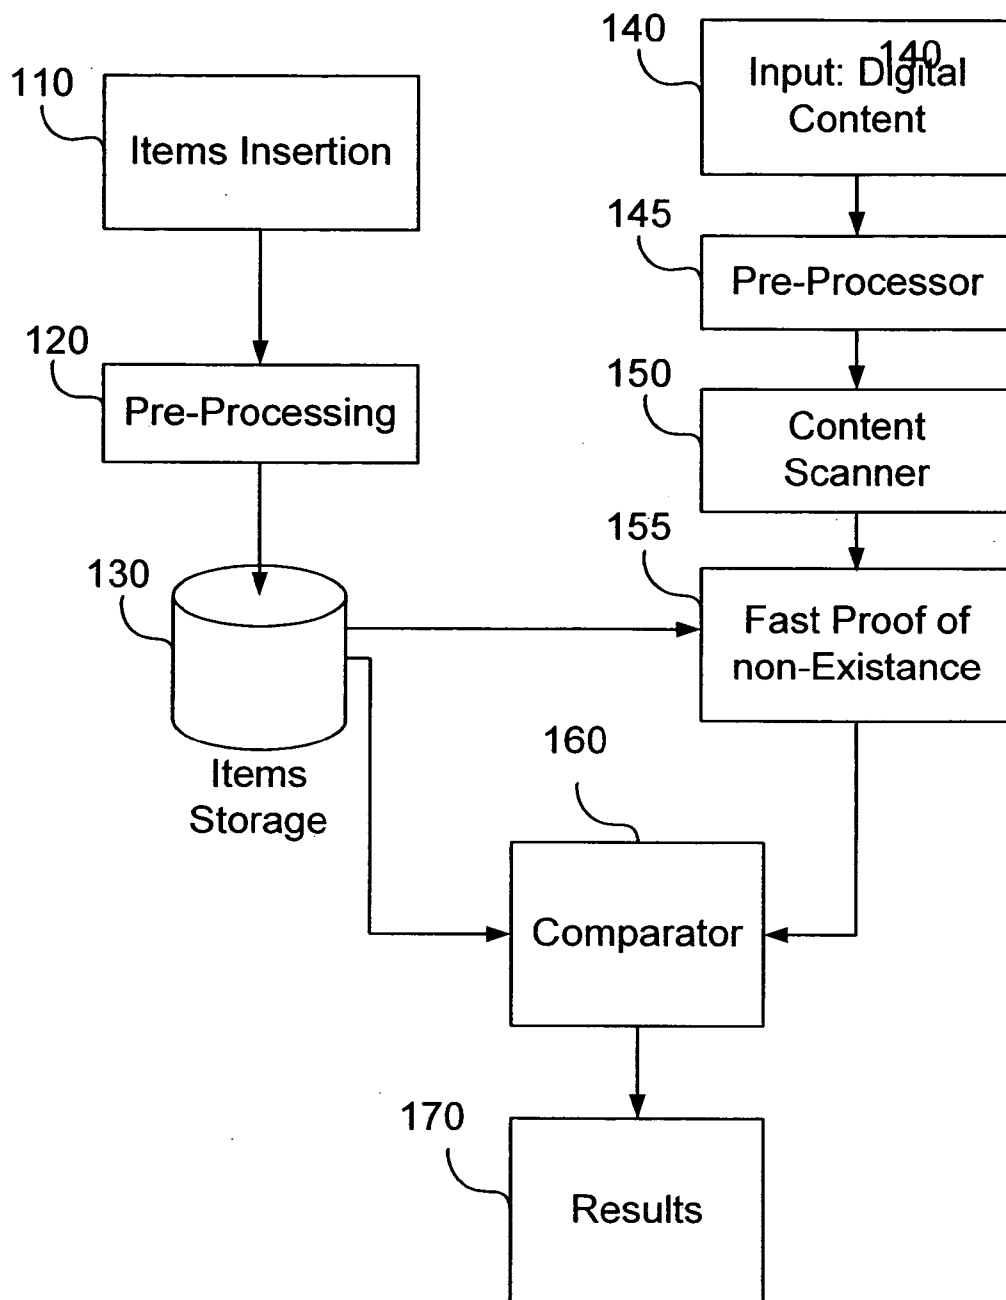 140
140
Input: Digital
Content
110
Items Insertion
145
Pre-Processor
120
Pre-Processing
150
Content
Scanner
155
130
Fast Proof of
non-Existance
Items
Storage
160
Comparator
170
Results